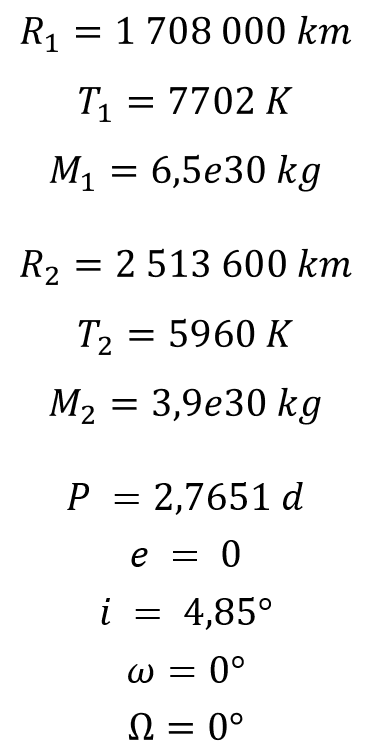 R₁ = 1 708 000 km
T₁ = 7702 K
M₁ = 6,5e30 kg
R₂ = 2 513 600 km
T₂ = 5960 K
M₂ = 3,9e30 kg
P = 2,7651 d
e = 0
i = 4,85°
ω = 0°
Ω = 0°